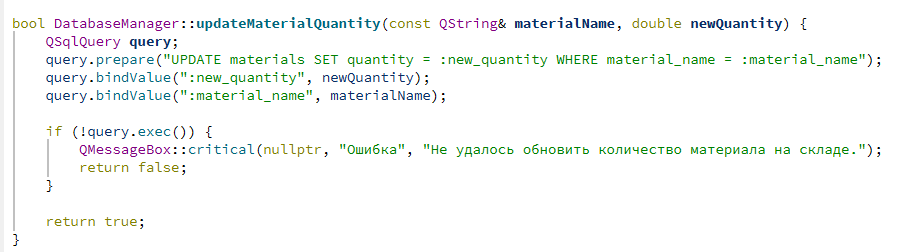 bool DatabaseManager::updateMaterialQuantity(const QString& materialName, double newQuantity) {
    QSqlQuery query;
    query.prepare("UPDATE materials SET quantity = :new_quantity WHERE material_name = :material_name");
    query.bindValue(":new_quantity", newQuantity);
    query.bindValue(":material_name", materialName);

    if (!query.exec()) {
        QMessageBox::critical(nullptr, "Ошибка", "Не удалось обновить количество материала на складе.");
        return false;
    }

    return true;
}